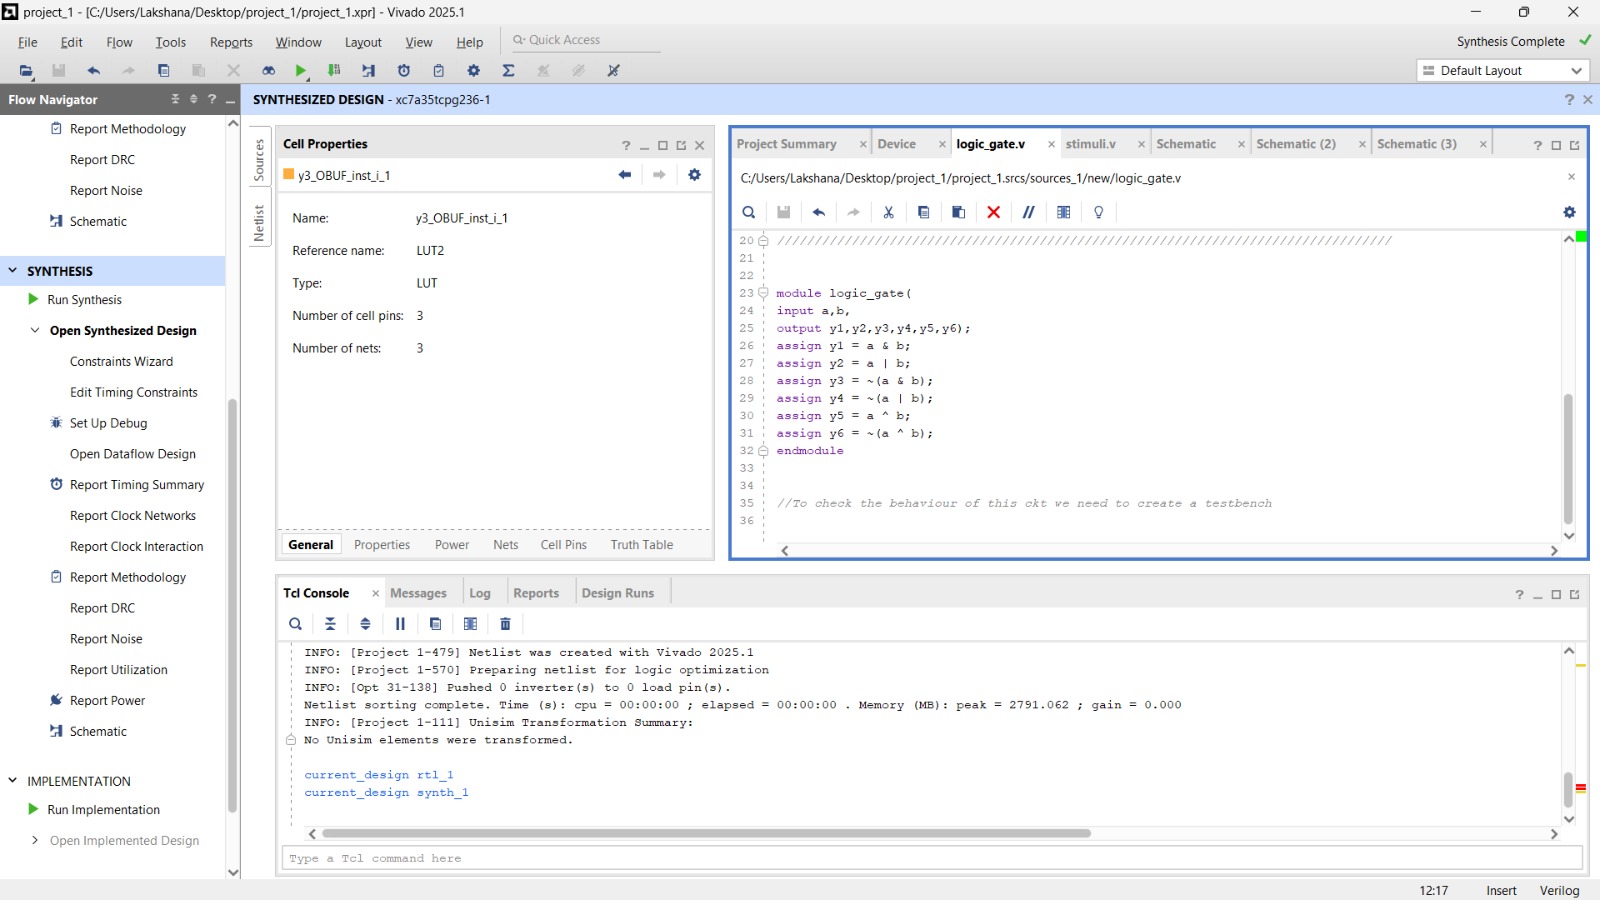 project_1 - [C:/Users/Lakshana/Desktop/project_1/project_1.xpr] - Vivado 2025.1
File Edit Flow Tools Reports Window Layout View Help Quick Access
Synthesis Complete
Default Layout
Flow Navigator
SYNTHESIZED DESIGN - xc7a35tcpg236-1
Report Methodology
Report DRC
Report Noise
Schematic
SYNTHESIS
Run Synthesis
Open Synthesized Design
Constraints Wizard
Edit Timing Constraints
Set Up Debug
Open Dataflow Design
Report Timing Summary
Report Clock Networks
Report Clock Interaction
Report Methodology
Report DRC
Report Noise
Report Utilization
Report Power
Schematic
IMPLEMENTATION
Run Implementation
Open Implemented Design
Sources
Netlist
Cell Properties
y3_OBUF_inst_i_1
Name: y3_OBUF_inst_i_1
Reference name: LUT2
Type: LUT
Number of cell pins: 3
Number of nets: 3
General Properties Power Nets Cell Pins Truth Table
Project Summary Device logic_gate.v stimuli.v Schematic Schematic (2) Schematic (3)
C:/Users/Lakshana/Desktop/project_1/project_1.srcs/sources_1/new/logic_gate.v
20 //////////////////////////////////////////////////////////////////////////////////
21
22
23 module logic_gate(
24 input a,b,
25 output y1,y2,y3,y4,y5,y6);
26 assign y1 = a & b;
27 assign y2 = a | b;
28 assign y3 = ~(a & b);
29 assign y4 = ~(a | b);
30 assign y5 = a ^ b;
31 assign y6 = ~(a ^ b);
32 endmodule
33
34
35 //To check the behaviour of this ckt we need to create a testbench
36
Tcl Console Messages Log Reports Design Runs
INFO: [Project 1-479] Netlist was created with Vivado 2025.1
INFO: [Project 1-570] Preparing netlist for logic optimization
INFO: [Opt 31-138] Pushed 0 inverter(s) to 0 load pin(s).
Netlist sorting complete. Time (s): cpu = 00:00:00 ; elapsed = 00:00:00 . Memory (MB): peak = 2791.062 ; gain = 0.000
INFO: [Project 1-111] Unisim Transformation Summary:
No Unisim elements were transformed.
current_design rtl_1
current_design synth_1
Type a Tcl command here
12:17 Insert Verilog